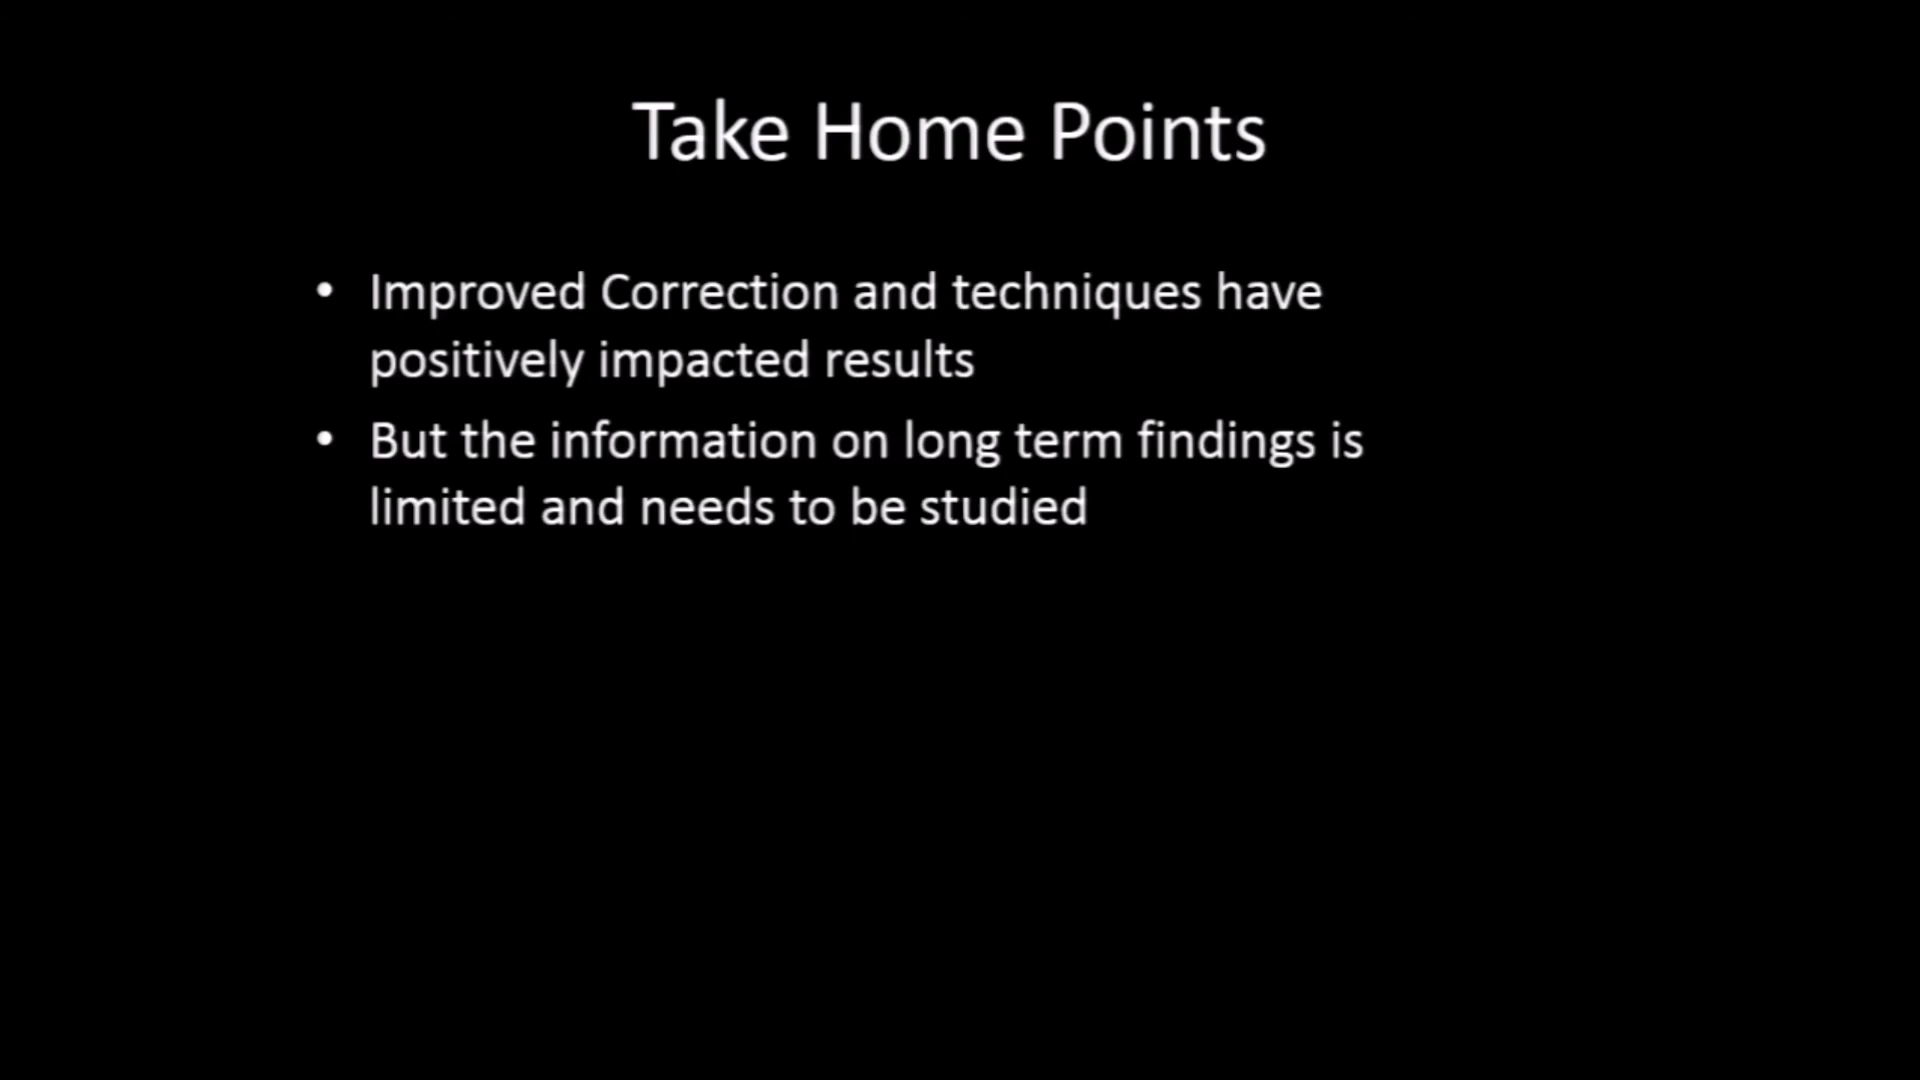 Take Home Points
• Improved Correction and techniques have
positively impacted results
• But the information on long term findings is
limited and needs to be studied